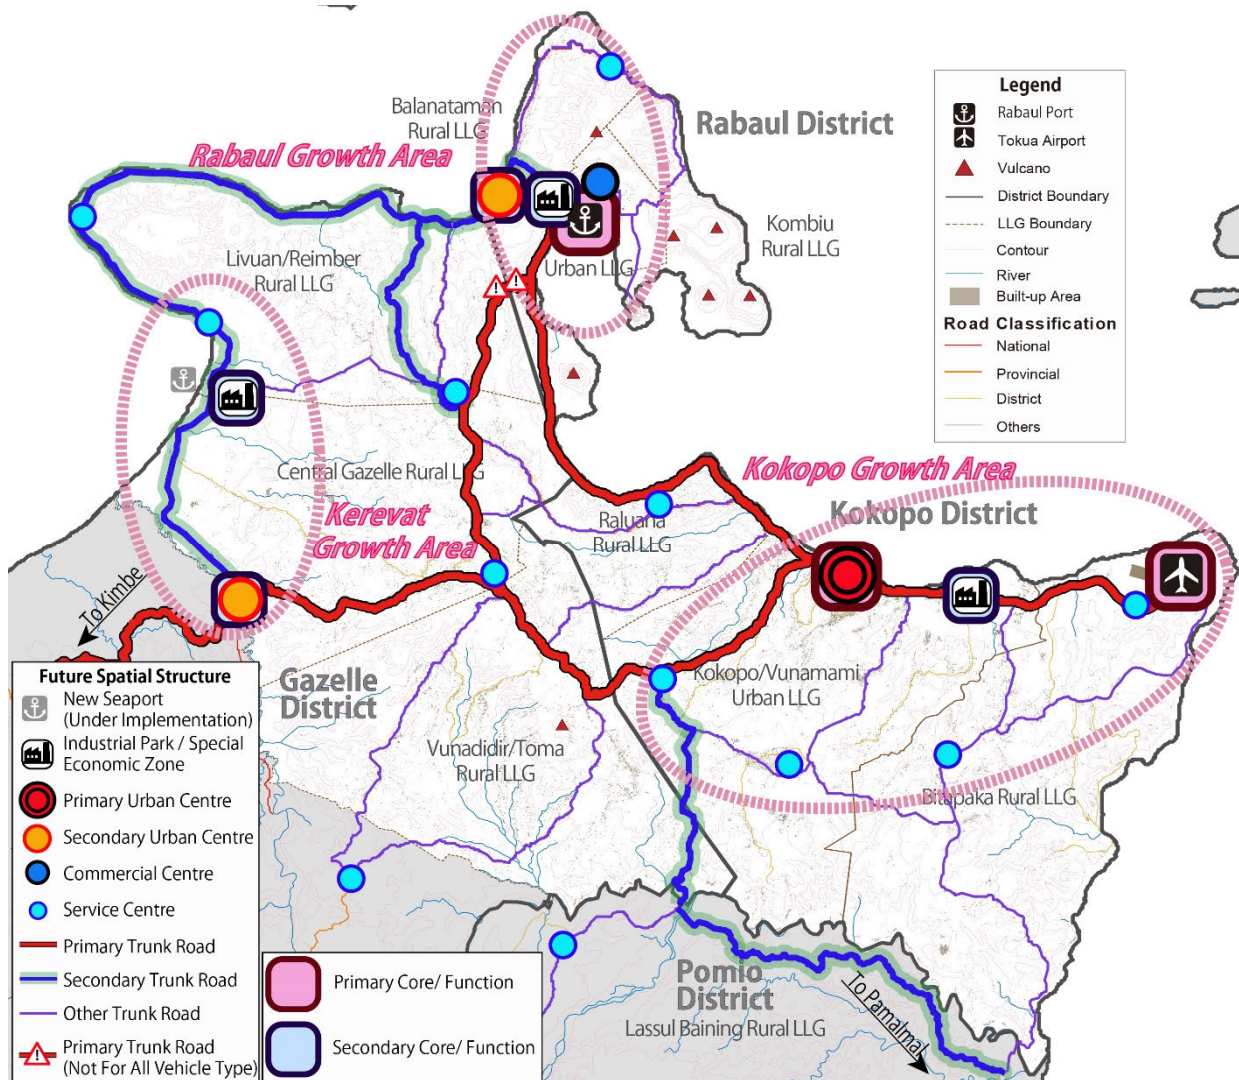 Balanataman
Rural LLG
Rabaul District
Rabaul Growth Area
Kombiu
Rural LLG
Livuan/Reimber
Rural LLG
Urban LLG
Legend
Rabaul Port
Tokua Airport
Vulcano
District Boundary
LLG Boundary
Contour
River
Built-up Area
Road Classification
National
Provincial
District
Others
Central Gazelle Rural LLG
Kerevat
Growth Area
Kokopo Growth Area
Kokopo District
Raluana
Rural LLG
To Kimbe
Gazelle
District
Kokopo/Vunamami
Urban LLG
Vunadidir/Toma
Rural LLG
Bitapaka Rural LLG
Pomio
District
Lassul Baining Rural LLG
To Pamalmal
Future Spatial Structure
New Seaport
(Under Implementation)
Industrial Park / Special
Economic Zone
Primary Urban Centre
Secondary Urban Centre
Commercial Centre
Service Centre
Primary Trunk Road
Secondary Trunk Road
Other Trunk Road
Primary Trunk Road
(Not For All Vehicle Type)
Primary Core/ Function
Secondary Core/ Function